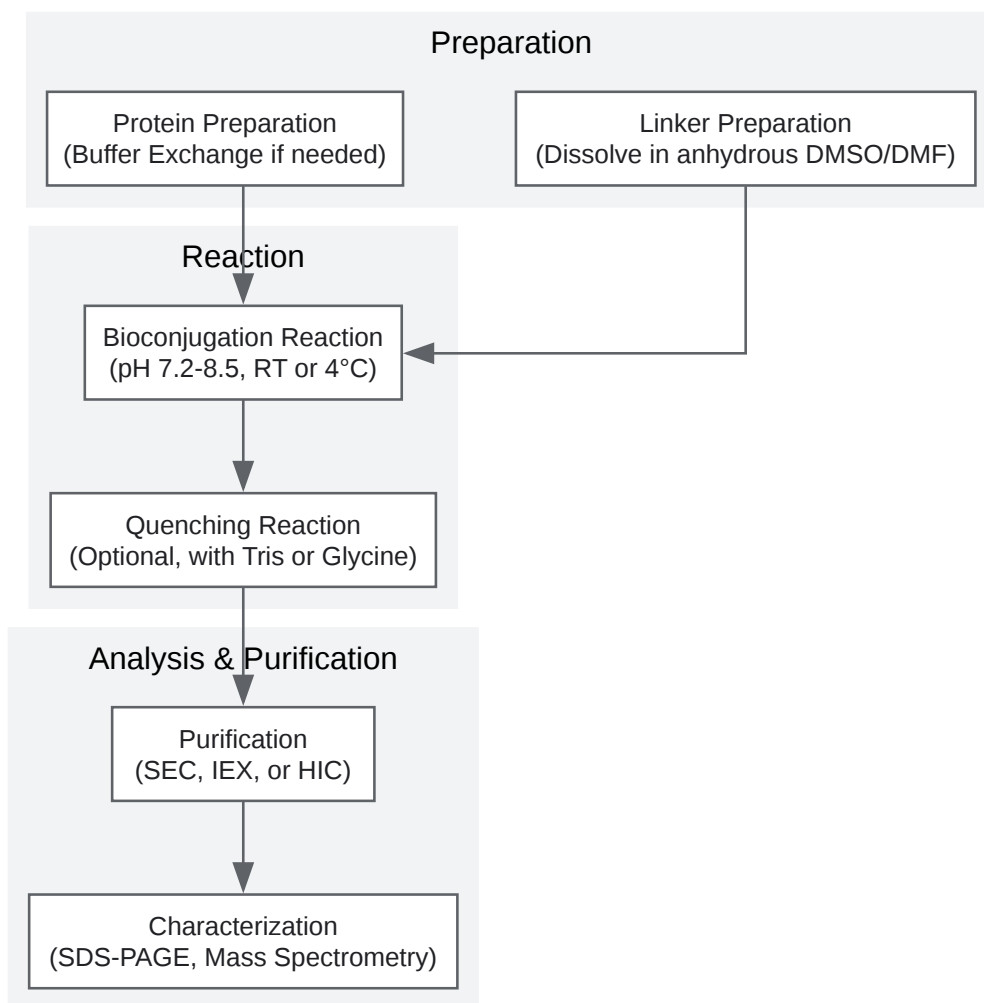 Preparation
Protein Preparation
(Buffer Exchange if needed)
Linker Preparation
(Dissolve in anhydrous DMSO/DMF)
Reaction
Bioconjugation Reaction
(pH 7.2-8.5, RT or 4°C)
Quenching Reaction
(Optional, with Tris or Glycine)
Analysis & Purification
Purification
(SEC, IEX, or HIC)
Characterization
(SDS-PAGE, Mass Spectrometry)